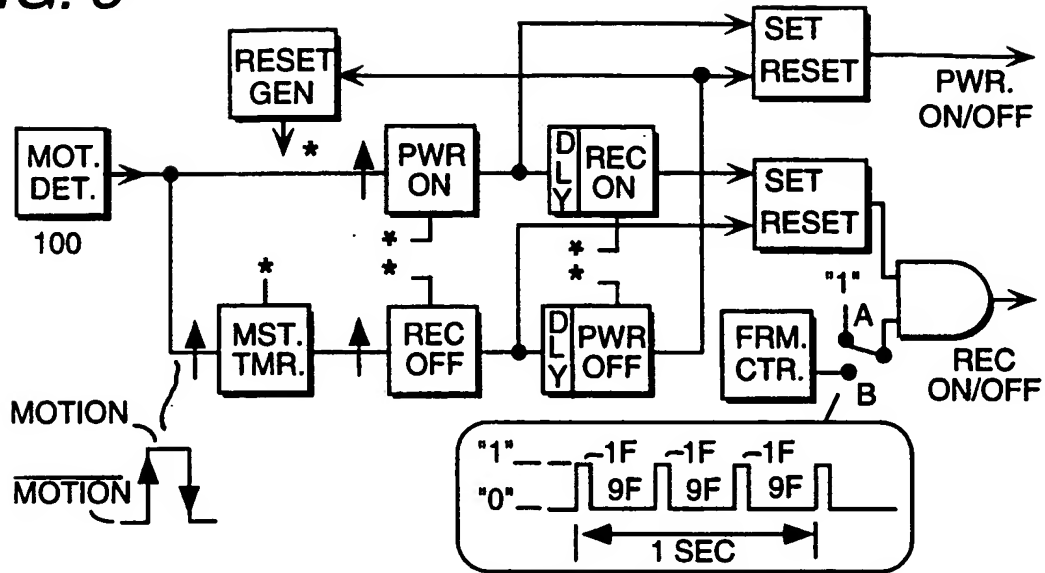 RESET
GEN
*
SET
RESET
PWR.
ON/OFF
MOT.
DET.
100
PWR
ON
DLY
REC
ON
SET
RESET
*
*
*
*
*
MST.
TMR.
REC
OFF
DLY
PWR
OFF
FRM.
CTR.
"1"
A
B
REC
ON/OFF
MOTION
MOTION
"1"
1F
1F
1F
"0"
9F
9F
9F
1 SEC